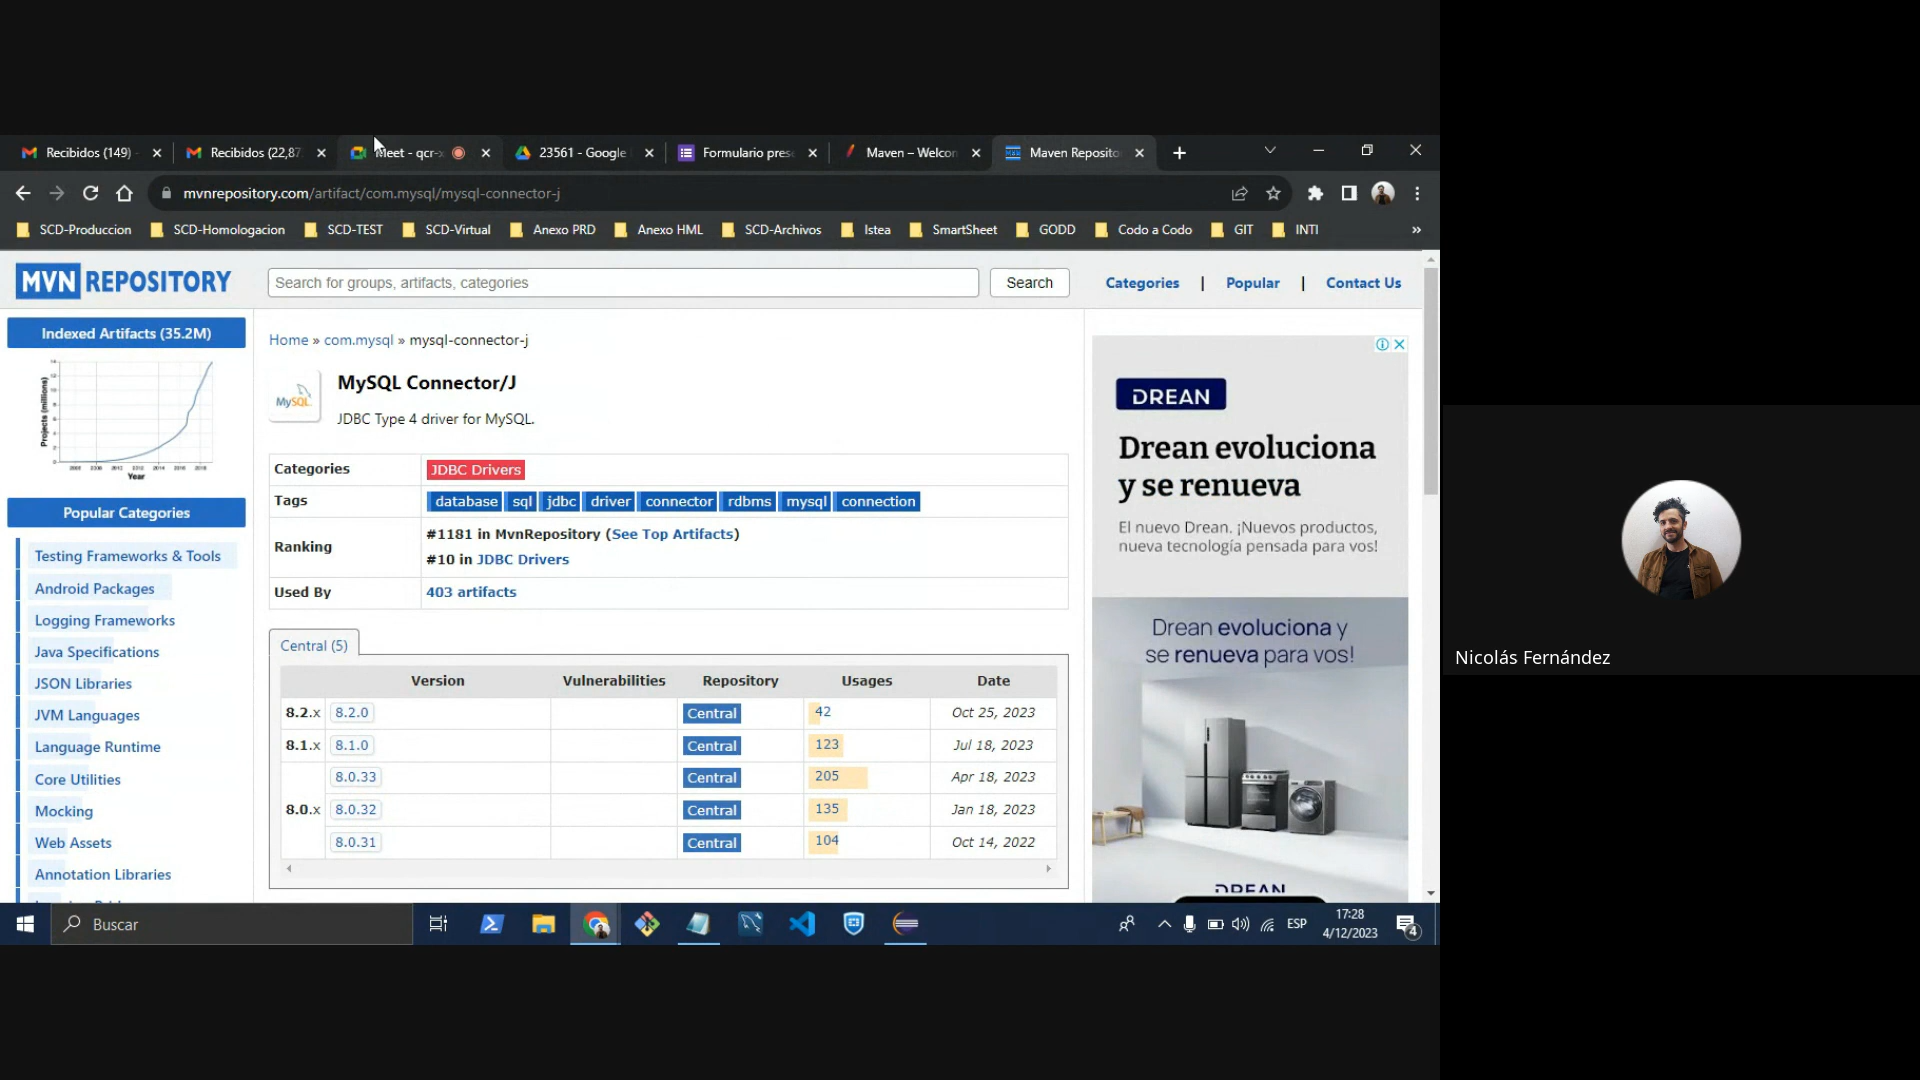 Recibidos (149)
Recibidos (22,87
Meet - qcr-x
23561 - Google
Formulario pres
Maven – Welcon
Maven Reposito
mvnrepository.com/artifact/com.mysql/mysql-connector-j
SCD-Produccion
SCD-Homologacion
SCD-TEST
SCD-Virtual
Anexo PRD
Anexo HML
SCD-Archivos
Istea
SmartSheet
GODD
Codo a Codo
GIT
INTI
»
MVN REPOSITORY
Search for groups, artifacts, categories
Search
Categories | Popular | Contact Us
Indexed Artifacts (35.2M)
Projects (millions)
Year
Popular Categories
Testing Frameworks & Tools
Android Packages
Logging Frameworks
Java Specifications
JSON Libraries
JVM Languages
Language Runtime
Core Utilities
Mocking
Web Assets
Annotation Libraries
Home » com.mysql » mysql-connector-j
MySQL
MySQL Connector/J
JDBC Type 4 driver for MySQL.
Categories JDBC Drivers
Tags database sql jdbc driver connector rdbms mysql connection
Ranking #1181 in MvnRepository (See Top Artifacts)
#10 in JDBC Drivers
Used By 403 artifacts
Central (5)
Version Vulnerabilities Repository Usages Date
8.2.x 8.2.0 Central 42 Oct 25, 2023
8.1.x 8.1.0 Central 123 Jul 18, 2023
8.0.33 Central 205 Apr 18, 2023
8.0.x 8.0.32 Central 135 Jan 18, 2023
8.0.31 Central 104 Oct 14, 2022
DREAN
Drean evoluciona
y se renueva
El nuevo Drean. ¡Nuevos productos,
nueva tecnología pensada para vos!
Drean evoluciona y
se renueva para vos!
DREAN
Nicolás Fernández
Buscar
ESP
17:28
4/12/2023
4